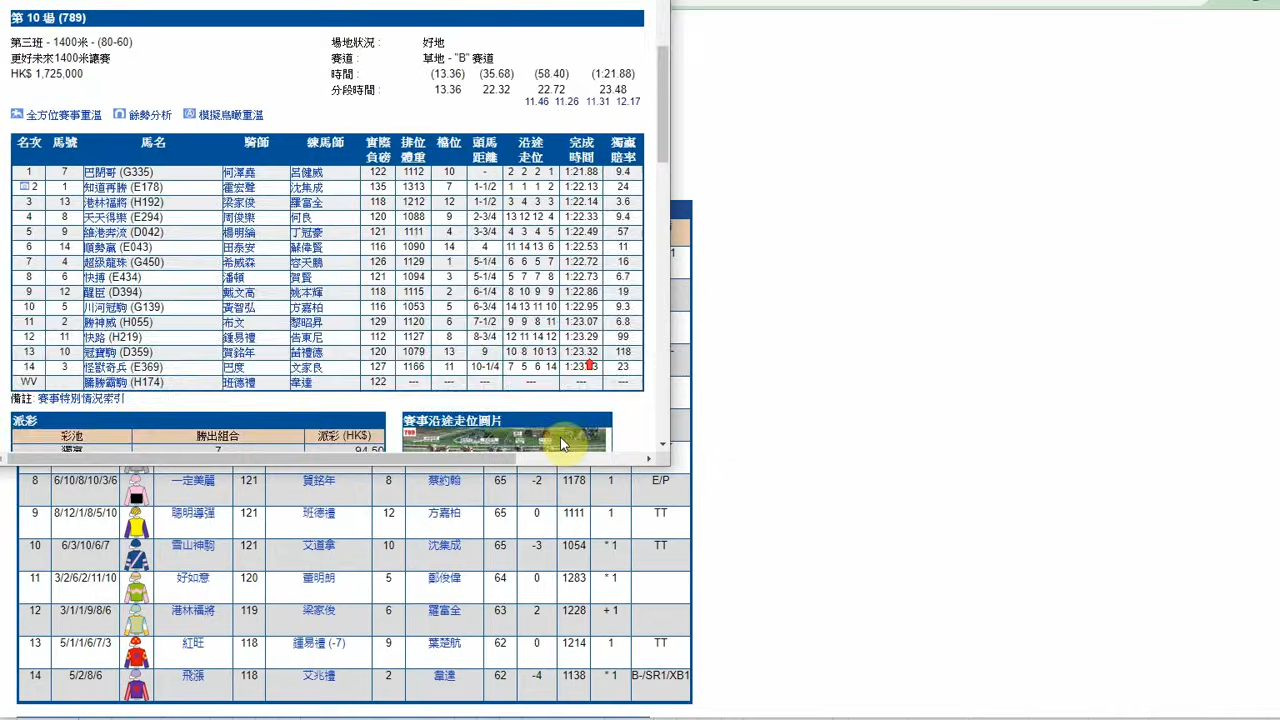 第 10 場 (789)
第三班 - 1400米 - (80-60) 場地狀況 : 好地
更好未來1400米讓賽 賽道 : 草地 - "B" 賽道
HK$ 1,725,000 時間 : (13.36) (35.68) (58.40) (1:21.88)
分段時間 : 13.36 22.32 22.72 23.48
11.46 11.26 11.31 12.17
全方位賽事重溫 餘勢分析 模擬鳥瞰重溫
名次 馬號 馬名 騎師 練馬師 實際負磅 排位體重 檔位 頭馬距離 沿途走位 完成時間 獨贏賠率
1 7 巴閉哥 (G335) 何澤堯 呂健威 122 1112 10 - 2 2 2 1 1:21.88 9.4
2 1 知道再勝 (E178) 霍宏聲 沈集成 135 1313 7 1-1/2 1 1 1 2 1:22.13 24
3 13 港林福將 (H192) 梁家俊 羅富全 118 1212 12 1-1/2 3 4 3 3 1:22.14 3.6
4 8 天天得樂 (E294) 周俊樂 何良 120 1088 9 2-3/4 13 12 12 4 1:22.33 9.4
5 9 鎮港奔流 (D042) 楊明綸 丁冠豪 121 1111 4 3-3/4 4 3 4 5 1:22.49 57
6 14 順勢贏 (E043) 田泰安 蘇偉賢 116 1090 14 4 11 14 13 6 1:22.53 11
7 4 超級龍珠 (G450) 希威森 容天鵬 126 1129 1 5-1/4 6 6 5 7 1:22.72 16
8 6 快搏 (E434) 潘頓 賀賢 121 1094 3 5-1/4 5 7 7 8 1:22.73 6.7
9 12 醒臣 (D394) 戴文高 姚本輝 118 1115 2 6-1/4 8 10 9 9 1:22.86 19
10 5 川河冠駒 (G139) 黃智弘 方嘉柏 116 1053 5 6-3/4 14 13 11 10 1:22.95 9.3
11 2 勝神威 (H055) 布文 黎昭昇 129 1120 6 7-1/2 9 9 8 11 1:23.07 6.8
12 11 快路 (H219) 鍾易禮 告東尼 112 1127 8 8-3/4 12 11 14 12 1:23.29 99
13 10 冠寶駒 (D359) 賀銘年 苗禮德 120 1079 13 9 10 8 10 13 1:23.32 118
14 3 怪獸奇兵 (E369) 巴度 文家良 127 1166 11 10-1/4 7 5 6 14 23
WV 騰勝霸駒 (H174) 班德禮 韋達 122 --- --- --- --- --- ---
備註: 賽事特別情況索引
派彩 賽事沿途走位圖片
彩池 勝出組合 派彩 (HK$)
獨贏 7 94.50
8 6/10/8/10/3/6 一定美麗 121 賀銘年 8 蔡約翰 65 -2 1178 1 E/P
9 8/12/1/8/5/10 聰明導彈 121 班德禮 12 方嘉柏 65 0 1111 1 TT
10 6/3/10/6/7 雪山神駒 121 艾道拿 10 沈集成 65 -3 1054 * 1 TT
11 3/2/6/2/11/10 好如意 120 董明朗 5 鄭俊偉 64 0 1283 * 1
12 3/1/1/9/8/6 港林福將 119 梁家俊 6 羅富全 63 2 1228 + 1
13 5/1/1/6/7/3 紅旺 118 鍾易禮 (-7) 9 葉楚航 62 0 1214 1 TT
14 5/2/8/6 飛漲 118 艾兆禮 2 韋達 62 -4 1138 * 1 B-/SR1/XB1